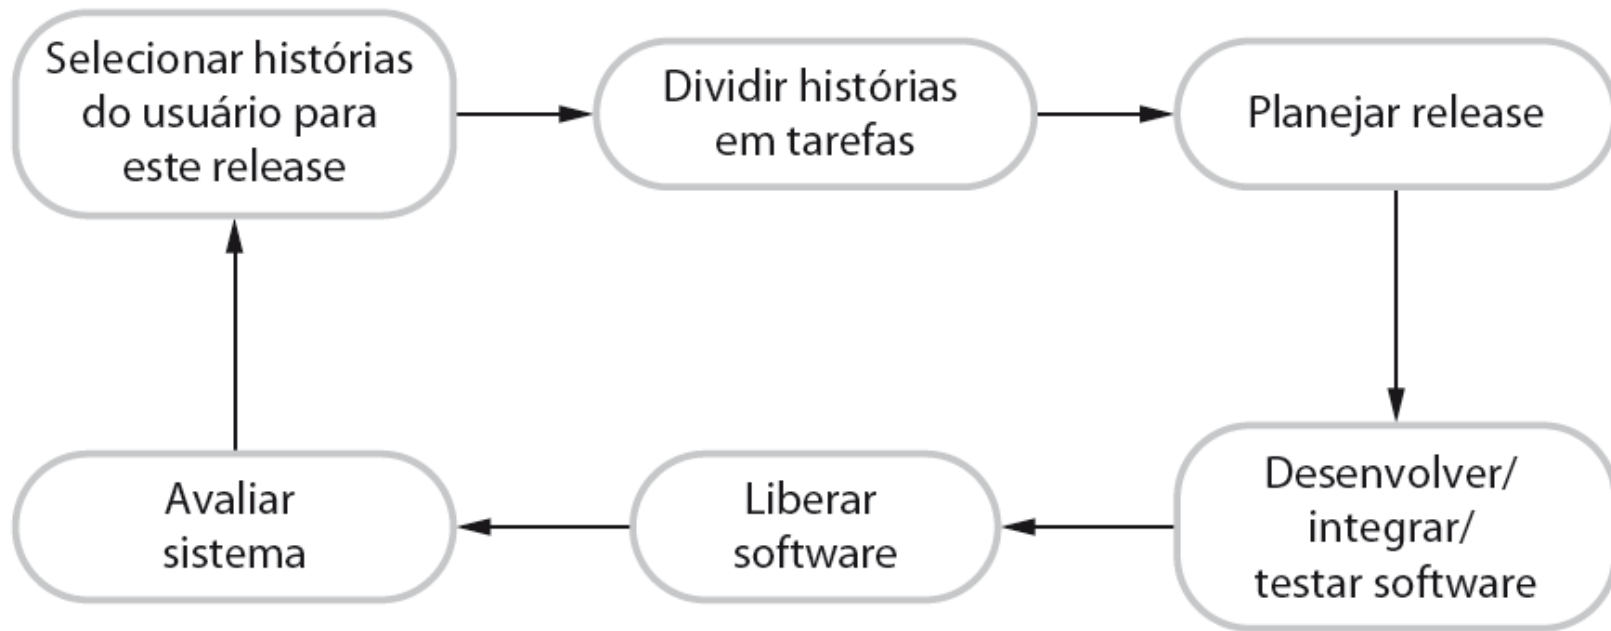 Selecionar histórias
do usuário para
este release
Dividir histórias
em tarefas
Planejar release
Desenvolver/
integrar/
testar software
Liberar
software
Avaliar
sistema